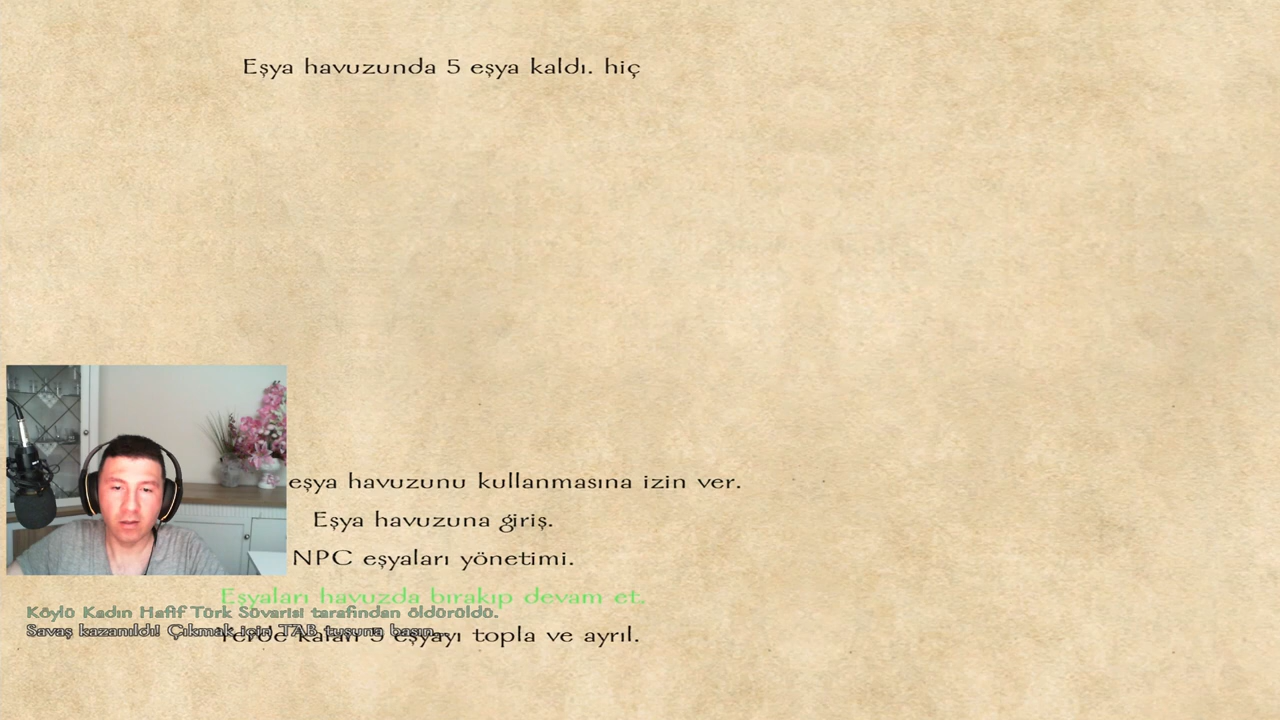 Eşya havuzunda 5 eşya kaldı. hiç
eşya havuzunu kullanmasına izin ver.
Eşya havuzuna giriş.
NPC eşyaları yönetimi.
Eşyaları havuzda bırakıp devam et.
Köylü Kadın Hafif Türk Süvarisi tarafından öldürüldü.
Savaş kazanıldı! Çıkmak için TAB tuşuna basın...
kalan eşyayı topla ve ayrıl.